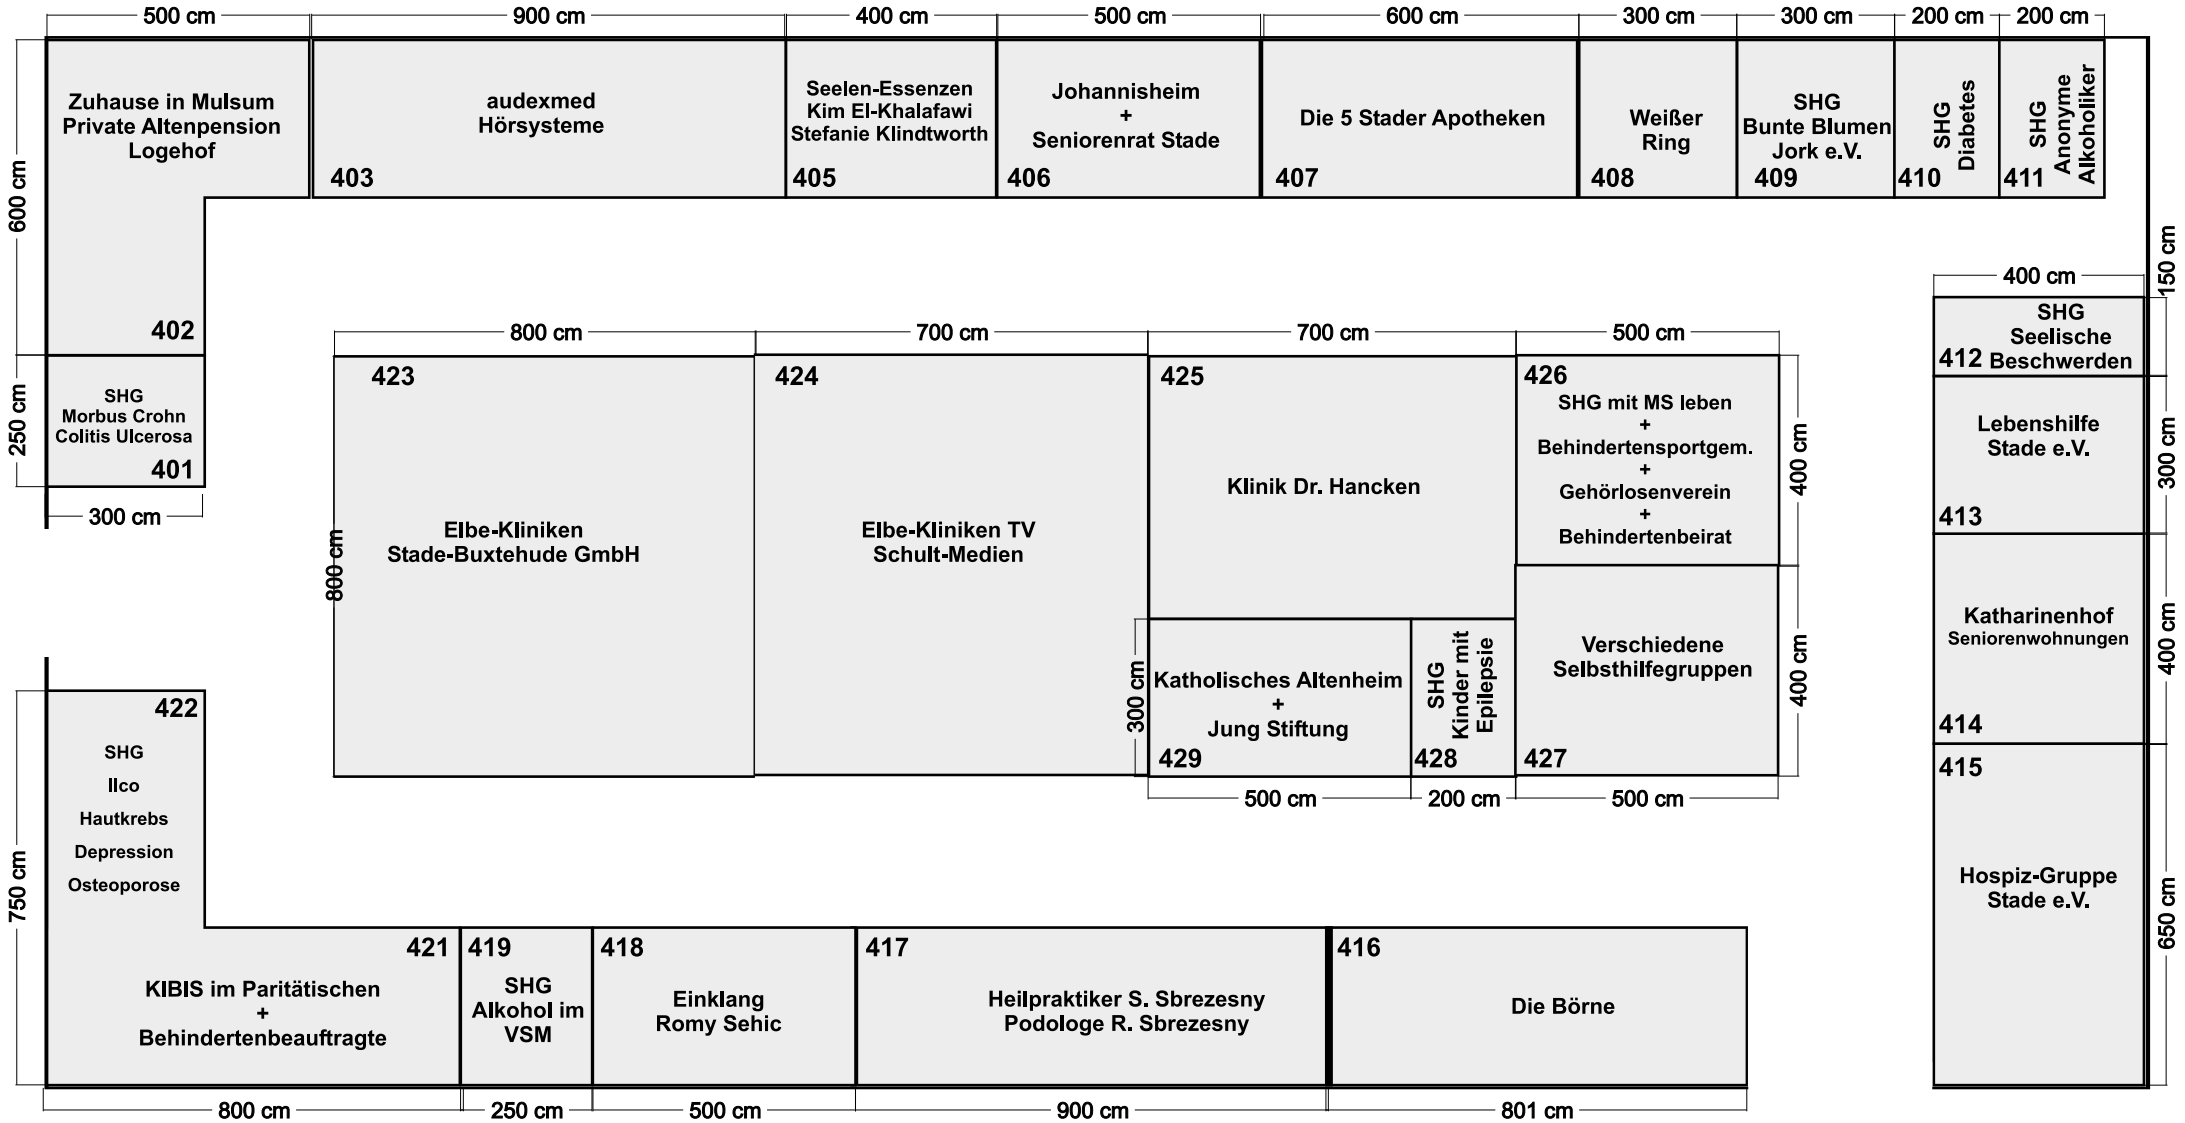 500 cm
900 cm
400 cm
500 cm
600 cm
300 cm
300 cm
200 cm
200 cm
600 cm
Zuhause in Mulsum
Private Altenpension
Logehof
402
audexmed
Hörsysteme
403
Seelen-Essenzen
Kim El-Khalafawi
Stefanie Klindtworth
405
Johannisheim
+
Seniorenrat Stade
406
Die 5 Stader Apotheken
407
Weißer
Ring
408
SHG
Bunte Blumen
Jork e.V.
409
SHG
Diabetes
410
SHG
Anonyme
Alkoholiker
411
250 cm
SHG
Morbus Crohn
Colitis Ulcerosa
401
300 cm
800 cm
700 cm
700 cm
500 cm
423
Elbe-Kliniken
Stade-Buxtehude GmbH
800 cm
424
Elbe-Kliniken TV
Schult-Medien
425
Klinik Dr. Hancken
426
SHG mit MS leben
+
Behindertensportgem.
+
Gehörlosenverein
+
Behindertenbeirat
400 cm
300 cm
Katholisches Altenheim
+
Jung Stiftung
429
SHG
Kinder mit
Epilepsie
428
Verschiedene
Selbsthilfegruppen
427
400 cm
500 cm
200 cm
500 cm
400 cm
150 cm
SHG
Seelische
412 Beschwerden
Lebenshilfe
Stade e.V.
413
300 cm
Katharinenhof
Seniorenwohnungen
414
400 cm
415
Hospiz-Gruppe
Stade e.V.
650 cm
422
SHG
Ilco
Hautkrebs
Depression
Osteoporose
750 cm
421
KIBIS im Paritätischen
+
Behindertenbeauftragte
419
SHG
Alkohol im
VSM
418
Einklang
Romy Sehic
417
Heilpraktiker S. Sbrezesny
Podologe R. Sbrezesny
416
Die Börne
800 cm
250 cm
500 cm
900 cm
801 cm